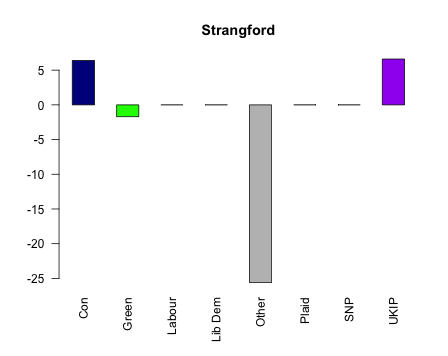 Strangford
5
0
-5
-10
-15
-20
-25
Con
Green
Labour
Lib Dem
Other
Plaid
SNP
UKIP